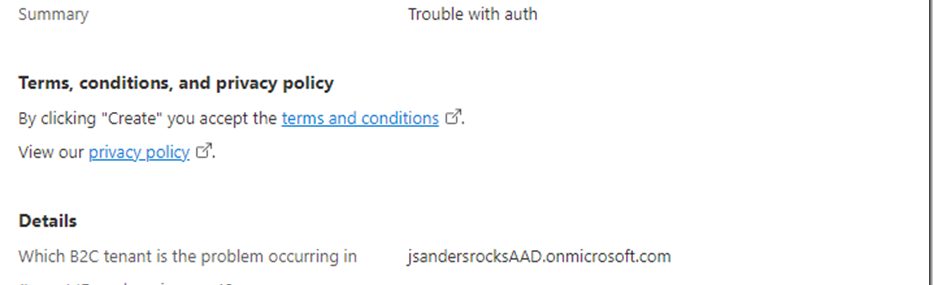 Summary Trouble with auth
Terms, conditions, and privacy policy
By clicking "Create" you accept the terms and conditions.
View our privacy policy.
Details
Which B2C tenant is the problem occurring in jsandersrocksAAD.onmicrosoft.com